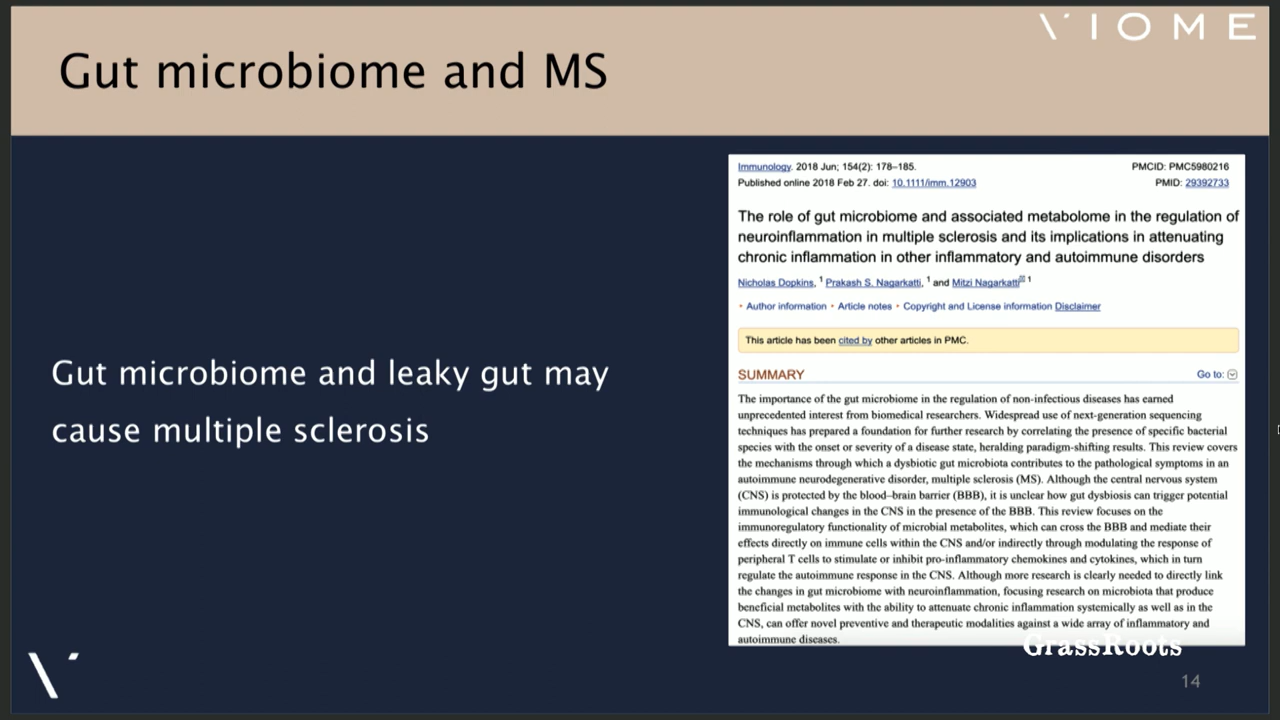 VIOME
Gut microbiome and MS
Gut microbiome and leaky gut may
cause multiple sclerosis
Immunology. 2018 Jun; 154(2): 178–185.
PMCID: PMC5980216
Published online 2018 Feb 27. doi: 10.1111/imm.12903
PMID: 29392733
The role of gut microbiome and associated metabolome in the regulation of
neuroinflammation in multiple sclerosis and its implications in attenuating
chronic inflammation in other inflammatory and autoimmune disorders
Nicholas Dopkins, 1 Prakash S. Nagarkatti, 1 and Mitzi Nagarkatti 1
• Author information • Article notes • Copyright and License information Disclaimer
This article has been cited by other articles in PMC.
SUMMARY
Go to:
The importance of the gut microbiome in the regulation of non-infectious diseases has earned
unprecedented interest from biomedical researchers. Widespread use of next-generation sequencing
techniques has prepared a foundation for further research by correlating the presence of specific bacterial
species with the onset or severity of a disease state, heralding paradigm-shifting results. This review covers
the mechanisms through which a dysbiotic gut microbiota contributes to the pathological symptoms in an
autoimmune neurodegenerative disorder, multiple sclerosis (MS). Although the central nervous system
(CNS) is protected by the blood–brain barrier (BBB), it is unclear how gut dysbiosis can trigger potential
immunological changes in the CNS in the presence of the BBB. This review focuses on the
immunoregulatory functionality of microbial metabolites, which can cross the BBB and mediate their
effects directly on immune cells within the CNS and/or indirectly through modulating the response of
peripheral T cells to stimulate or inhibit pro-inflammatory chemokines and cytokines, which in turn
regulate the autoimmune response in the CNS. Although more research is clearly needed to directly link
the changes in gut microbiome with neuroinflammation, focusing research on microbiota that produce
beneficial metabolites with the ability to attenuate chronic inflammation systemically as well as in the
CNS, can offer novel preventive and therapeutic modalities against a wide array of inflammatory and
autoimmune diseases.
GrassRoots
14